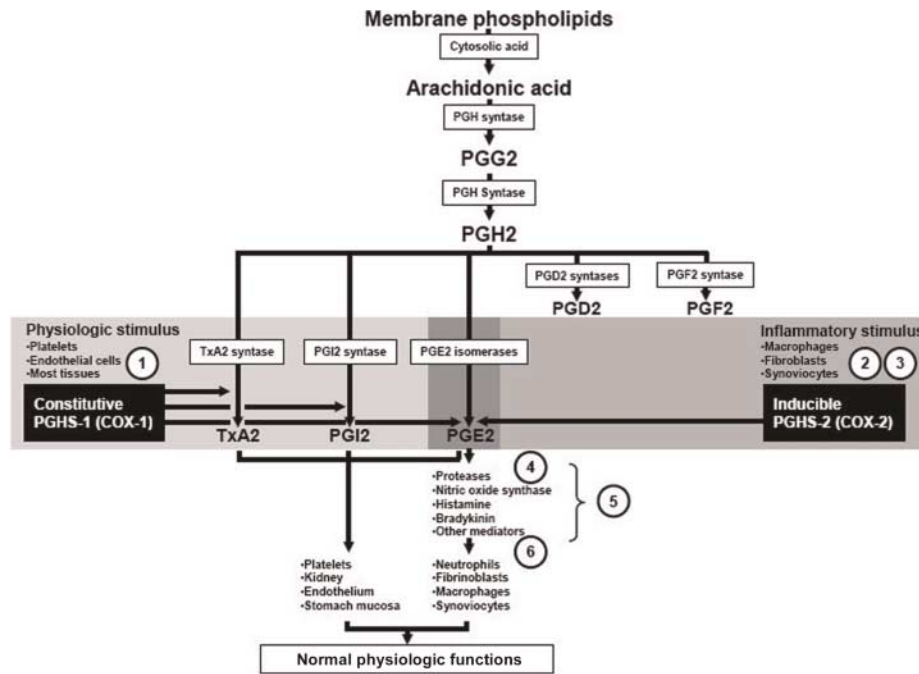 Membrane phospholipids
Cytosolic acid
Arachidonic acid
PGH syntase
PGG2
PGH Syntase
PGH2
PGD2 syntases
PGF2 syntase
PGD2
PGF2
Physiologic stimulus
•Platelets
•Endothelial cells
•Most tissues
1
TxA2 syntase
PGI2 syntase
PGE2 isomerases
Inflammatory stimulus
•Macrophages
•Fibroblasts
•Synoviocytes
2
3
Constitutive
PGHS-1 (COX-1)
Inducible
PGHS-2 (COX-2)
TxA2
PGI2
PGE2
4
•Proteases
•Nitric oxide synthase
•Histamine
•Bradykinin
•Other mediators
5
6
•Platelets
•Kidney
•Endothelium
•Stomach mucosa
•Neutrophils
•Fibrinoblasts
•Macrophages
•Synoviocytes
Normal physiologic functions